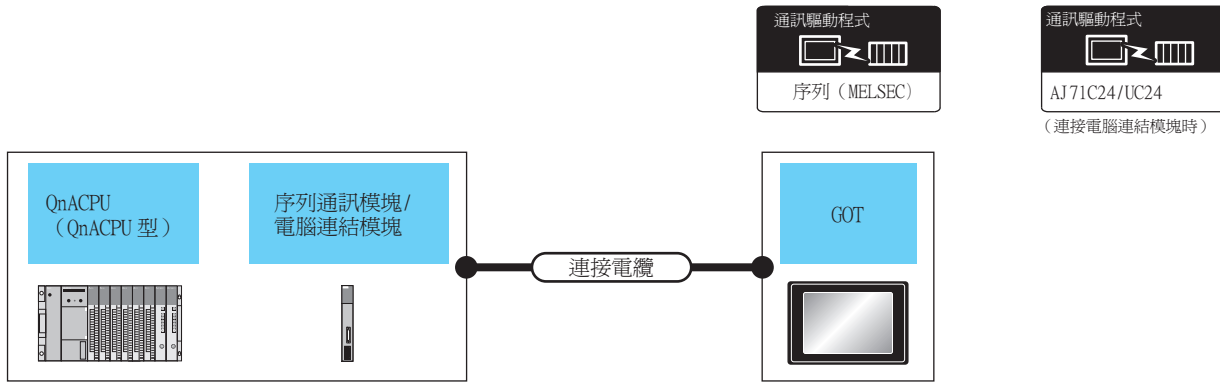 通訊驅動程式
序列（MELSEC）
通訊驅動程式
AJ71C24/UC24
（連接電腦連結模塊時）
QnACPU
（QnACPU 型）
序列通訊模塊/
電腦連結模塊
連接電纜
GOT